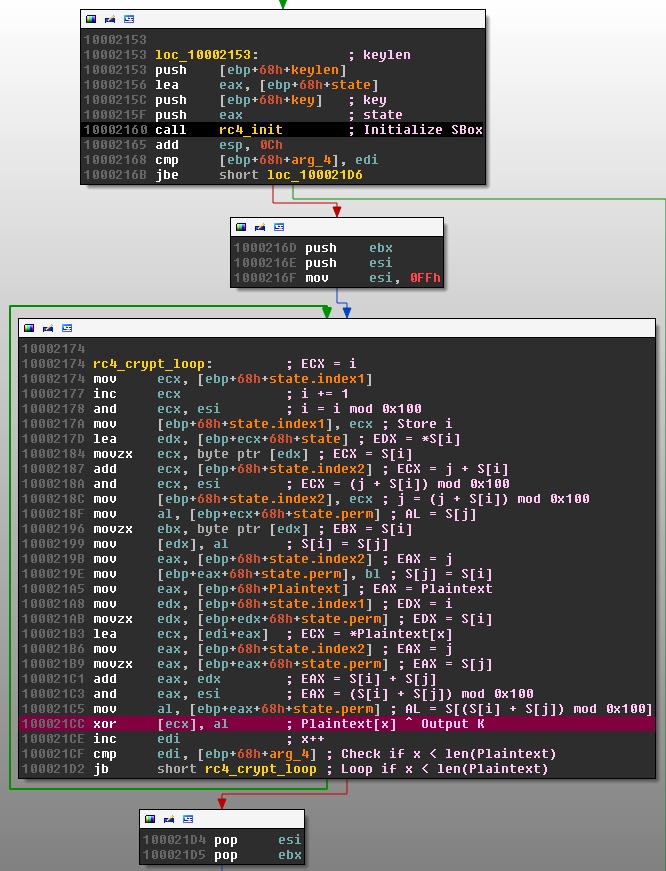 10002153
10002153 loc_10002153: ; keylen
10002153 push [ebp+68h+keylen]
10002156 lea eax, [ebp+68h+state]
1000215C push [ebp+68h+key] ; key
1000215F push eax ; state
10002160 call rc4_init ; Initialize SBox
10002165 add esp, 0Ch
10002168 cmp [ebp+68h+arg_4], edi
1000216B jbe short loc_100021D6
1000216D push ebx
1000216E push esi
1000216F mov esi, 0FFh
10002174
10002174 rc4_crypt_loop: ; ECX = i
10002174 mov ecx, [ebp+68h+state.index1]
10002177 inc ecx ; i += 1
10002178 and ecx, esi ; i = i mod 0x100
1000217A mov [ebp+68h+state.index1], ecx ; Store i
1000217D lea edx, [ebp+ecx+68h+state] ; EDX = *S[i]
10002184 movzx ecx, byte ptr [edx] ; ECX = S[i]
10002187 add ecx, [ebp+68h+state.index2] ; ECX = j + S[i]
1000218A and ecx, esi ; ECX = (j + S[i]) mod 0x100
1000218C mov [ebp+68h+state.index2], ecx ; j = (j + S[i]) mod 0x100
1000218F mov al, [ebp+ecx+68h+state.perm] ; AL = S[j]
10002196 movzx ebx, byte ptr [edx] ; EBX = S[i]
10002199 mov [edx], al ; S[i] = S[j]
1000219B mov eax, [ebp+68h+state.index2] ; EAX = j
1000219E mov [ebp+eax+68h+state.perm], bl ; S[j] = S[i]
100021A5 mov eax, [ebp+68h+Plaintext] ; EAX = Plaintext
100021A8 mov edx, [ebp+68h+state.index1] ; EDX = i
100021AB movzx edx, [ebp+edx+68h+state.perm] ; EDX = S[i]
100021B3 lea ecx, [edi+eax] ; ECX = *Plaintext[x]
100021B6 mov eax, [ebp+68h+state.index2] ; EAX = j
100021B9 movzx eax, [ebp+eax+68h+state.perm] ; EAX = S[j]
100021C1 add eax, edx ; EAX = S[i] + S[j]
100021C3 and eax, esi ; EAX = (S[i] + S[j]) mod 0x100
100021C5 mov al, [ebp+eax+68h+state.perm] ; AL = S[(S[i] + S[j]) mod 0x100]
100021CC xor [ecx], al ; Plaintext[x] ^ Output K
100021CE inc edi ; x++
100021CF cmp edi, [ebp+68h+arg_4] ; Check if x < len(Plaintext)
100021D2 jb short rc4_crypt_loop ; Loop if x < len(Plaintext)
100021D4 pop esi
100021D5 pop ebx